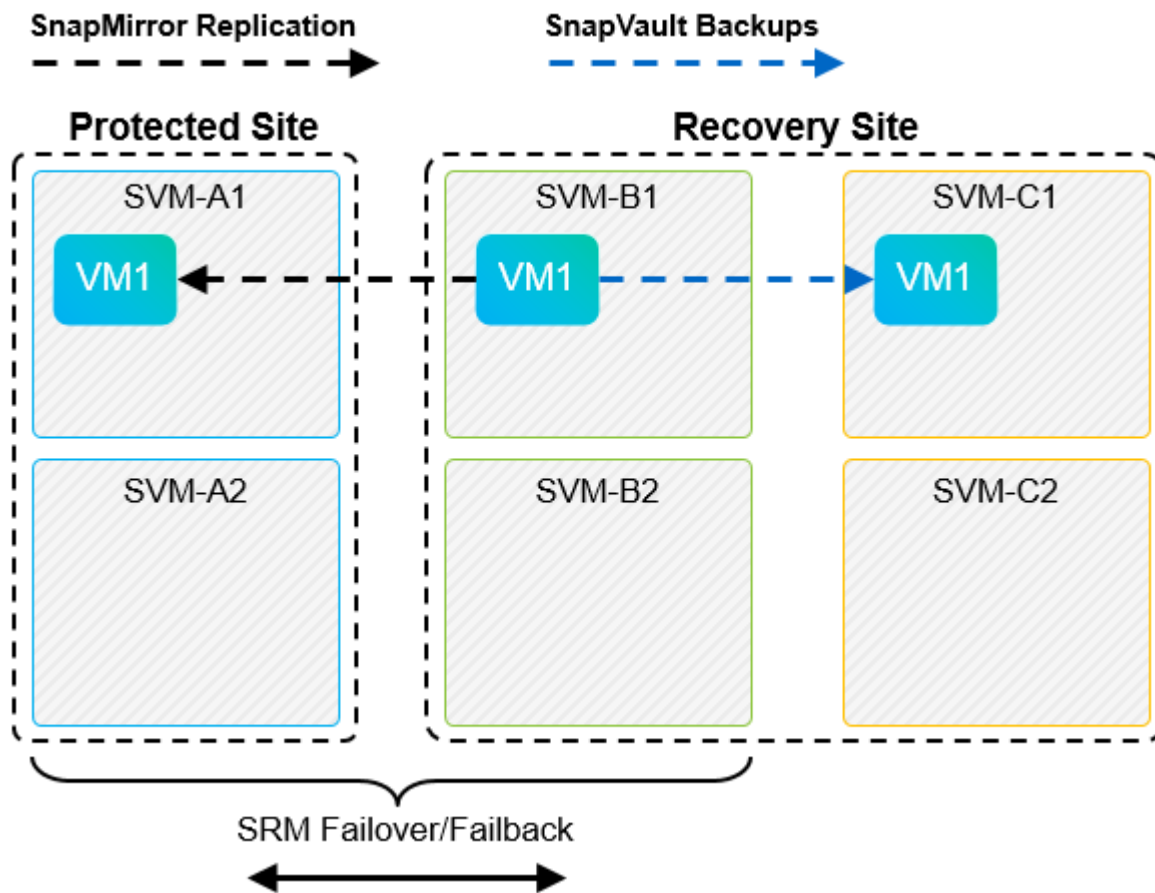 SnapMirror Replication
SnapVault Backups
Protected Site
Recovery Site
SVM-A1
SVM-B1
SVM-C1
VM1
VM1
VM1
SVM-A2
SVM-B2
SVM-C2
SRM Failover/Failback